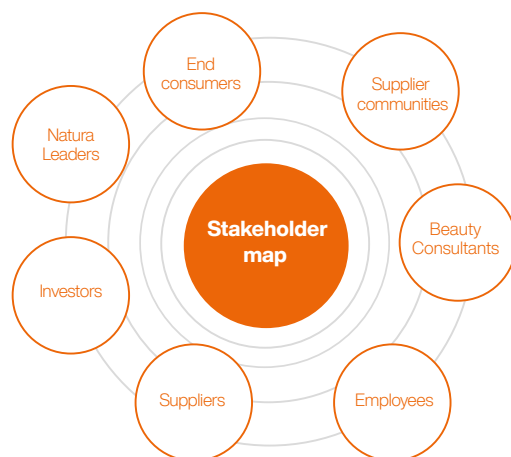 End
consumers
Supplier
communities
Natura
Leaders
Stakeholder
map
Beauty
Consultants
Investors
Suppliers
Employees